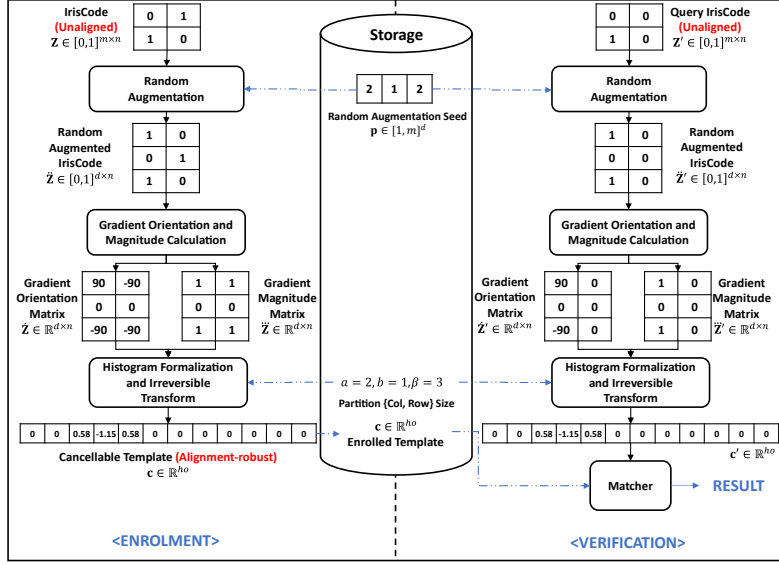 IrisCode
(Unaligned)
𝐙 ∈ [0,1]^{m×n}
0 1
1 0
Random
Augmentation
Random
Augmented
IrisCode
Z̈ ∈ [0,1]^{d×n}
1 0
0 1
1 0
Gradient Orientation and
Magnitude Calculation
Gradient
Orientation
Matrix
Ź ∈ ℝ^{d×n}
90 -90
0 0
-90 -90
1 1
0 0
1 1
Gradient
Magnitude
Matrix
Z̈ ∈ ℝ^{d×n}
Histogram Formalization
and Irreversible
Transform
0 0 0.58 -1.15 0.58 0 0 0 0 0 0 0
Cancellable Template (Alignment-robust)
𝐜 ∈ ℝ^{ho}
<ENROLMENT>
Storage
2 1 2
Random Augmentation Seed
𝐩 ∈ [1, m]^d
a = 2, b = 1, β = 3
Partition {Col, Row} Size
𝐜 ∈ ℝ^{ho}
Enrolled Template
Query IrisCode
(Unaligned)
𝐙′ ∈ [0,1]^{m×n}
0 1
1 0
Random
Augmentation
1 0
0 1
1 0
Random
Augmented
IrisCode
Z̈′ ∈ [0,1]^{d×n}
Gradient Orientation and
Magnitude Calculation
Gradient
Orientation
Matrix
Ź′ ∈ ℝ^{d×n}
90 0
0 0
-90 0
1 0
0 0
1 0
Gradient
Magnitude
Matrix
Z̈′ ∈ ℝ^{d×n}
Histogram Formalization
and Irreversible
Transform
0 0 0.58 -1.15 0.58 0 0 0 0 0 0 0
𝐜′ ∈ ℝ^{ho}
Matcher
RESULT
<VERIFICATION>